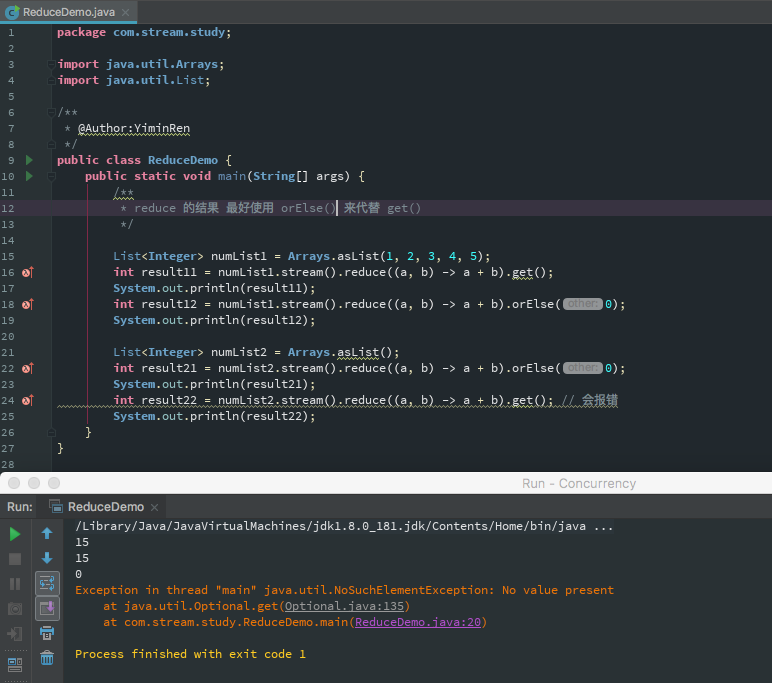 ReduceDemo.java
1 package com.stream.study;
2
3 import java.util.Arrays;
4 import java.util.List;
5
6 /**
7 * @Author:YiminRen
8 */
9 public class ReduceDemo {
10 public static void main(String[] args) {
11 /**
12 * reduce 的结果 最好使用 orElse() 来代替 get()
13 */
14
15 List<Integer> numList1 = Arrays.asList(1, 2, 3, 4, 5);
16 int result11 = numList1.stream().reduce((a, b) -> a + b).get();
17 System.out.println(result11);
18 int result12 = numList1.stream().reduce((a, b) -> a + b).orElse( other: 0);
19 System.out.println(result12);
20
21 List<Integer> numList2 = Arrays.asList();
22 int result21 = numList2.stream().reduce((a, b) -> a + b).orElse( other: 0);
23 System.out.println(result21);
24 int result22 = numList2.stream().reduce((a, b) -> a + b).get(); // 会报错
25 System.out.println(result22);
26 }
27 }
28
Run - Concurrency
Run: ReduceDemo
/Library/Java/JavaVirtualMachines/jdk1.8.0_181.jdk/Contents/Home/bin/java ...
15
15
0
Exception in thread "main" java.util.NoSuchElementException: No value present
at java.util.Optional.get(Optional.java:135)
at com.stream.study.ReduceDemo.main(ReduceDemo.java:20)
Process finished with exit code 1